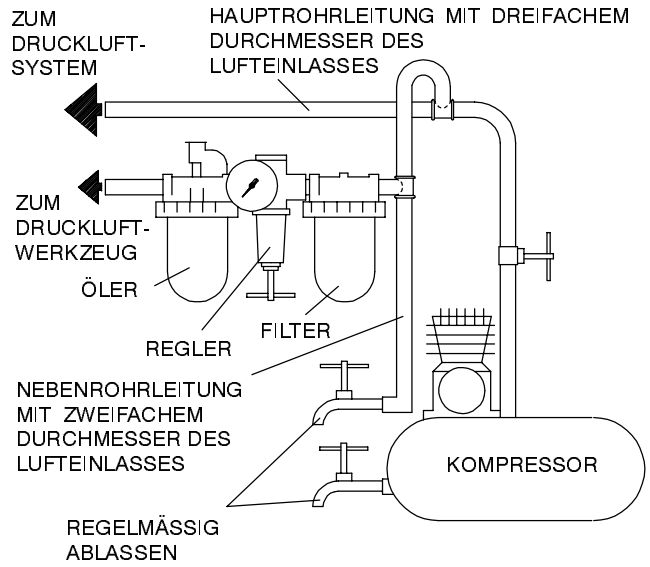 ZUM
DRUCKLUFT-
SYSTEM
HAUPTROHRLEITUNG MIT DREIFACHEM
DURCHMESSER DES
LUFTEINLASSES
ZUM
DRUCKLUFT-
WERKZEUG
ÖLER
REGLER
FILTER
NEBENROHRLEITUNG
MIT ZWEIFACHEM
DURCHMESSER DES
LUFTEINLASSES
KOMPRESSOR
REGELMÄSSIG
ABLASSEN